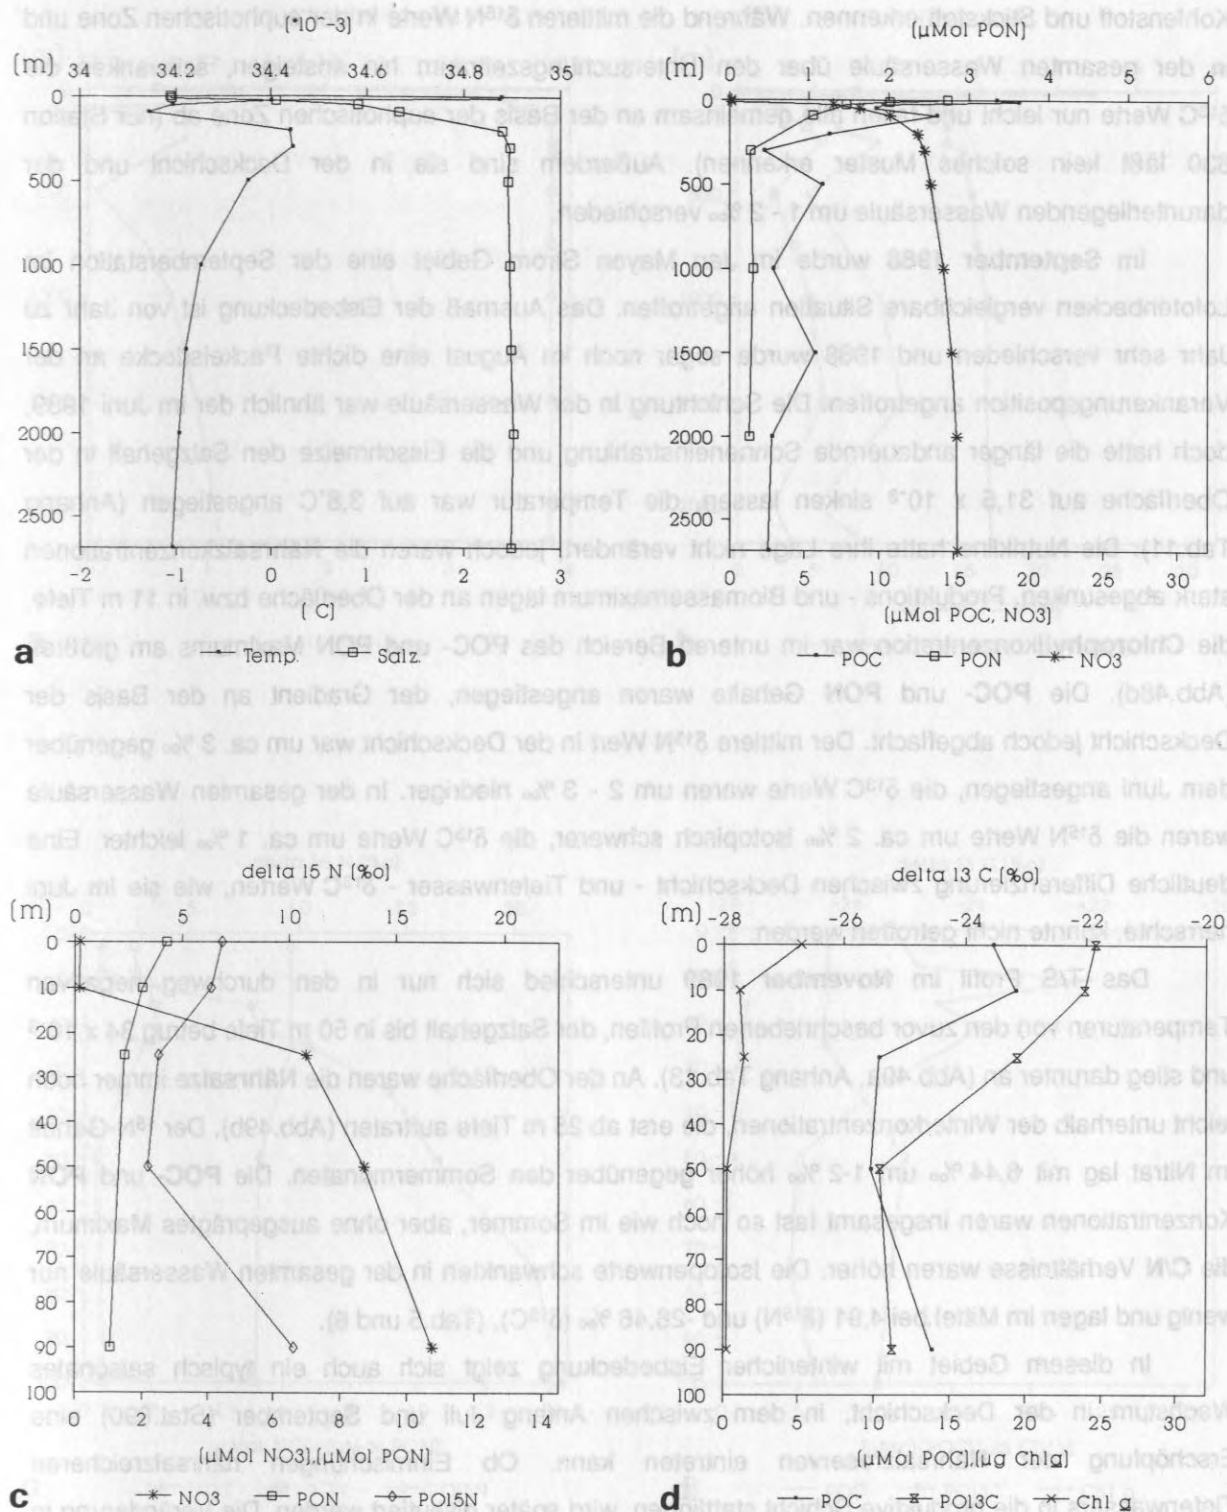 [*10^-3]
[m] 34 34.2 34.4 34.6 34.8 35
0
500
1000
1500
2000
2500
-2 -1 0 1 2 3
[°C]
a Temp. Salz.
[µMol PON]
[m] 0 1 2 3 4 5 6
0
500
1000
1500
2000
2500
0 5 10 15 20 25 30
[µMol POC, NO3]
b POC PON NO3
delta 15 N [%o]
[m] 0 5 10 15 20
0
10
20
30
40
50
60
70
80
90
100
2 4 6 8 10 12 14
[µMol NO3],[µMol PON]
c NO3 PON PO15N
delta 13 C [%o]
[m] -28 -26 -24 -22 -20
0
10
20
30
40
50
60
70
80
90
100
0 5 10 15 20 25 30
[µMol POC],[µg Chla]
d POC PO13C Chla